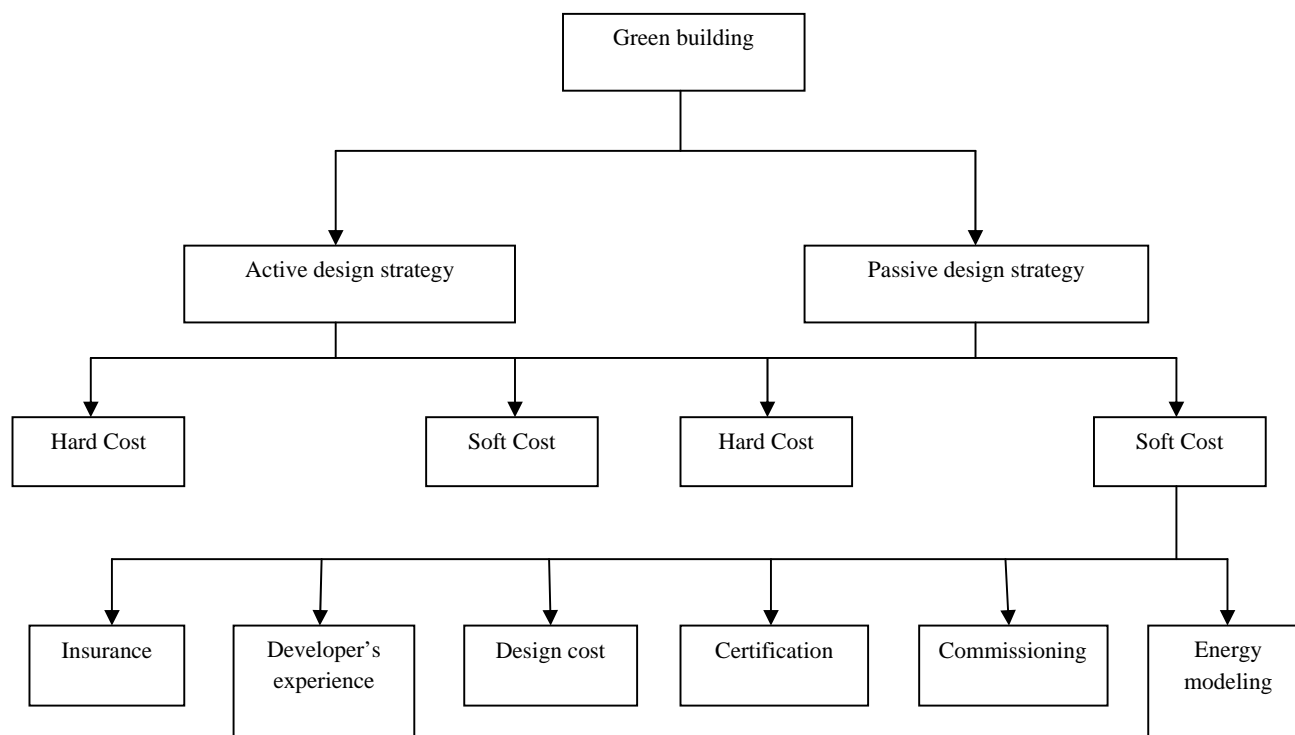 Green building
Active design strategy
Passive design strategy
Hard Cost
Soft Cost
Hard Cost
Soft Cost
Insurance
Developer’s
experience
Design cost
Certification
Commissioning
Energy
modeling